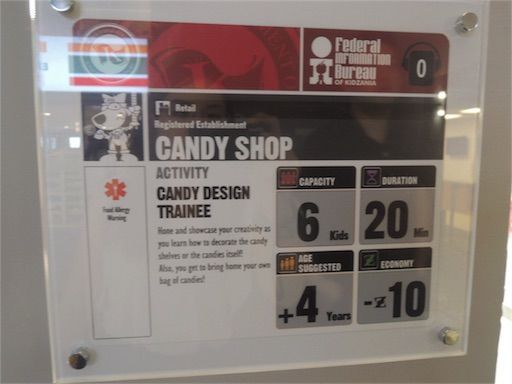 Federal
INFORMATION
Bureau
OF KIDZANIA
0
Retail
Registered Establishment
CANDY SHOP
ACTIVITY
CANDY DESIGN
TRAINEE
Hone and showcase your creativity as
you learn how to decorate the candy
shelves or the candies itself!
Also, you get to bring home your own
bag of candies!
Food Allergy
Warning
CAPACITY
6 Kids
DURATION
20 Min
AGE
SUGGESTED
+4 Years
ECONOMY
-10